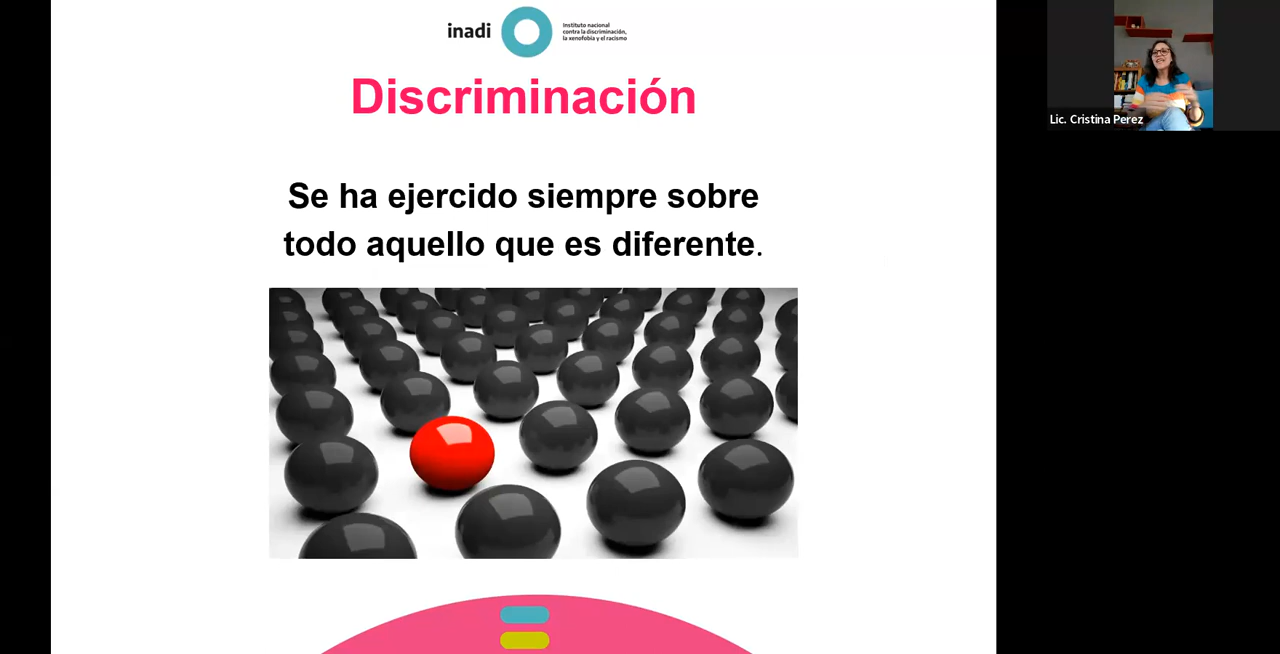 inadi
Instituto nacional
contra la discriminación,
la xenofobia y el racismo
Discriminación
Se ha ejercido siempre sobre
todo aquello que es diferente.
Lic. Cristina Perez